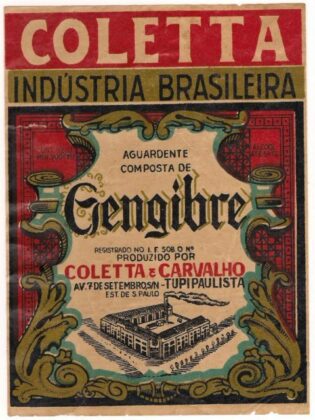 COLETTA
INDÚSTRIA BRASILEIRA
AGUARDENTE
COMPOSTA DE
Gengibre
REGISTRADO NO I. F. SOB O Nº
PRODUZIDO POR
COLETTA & CARVALHO
AV. 7 DE SETEMBRO, S/N - TUPI PAULISTA
EST. DE S. PAULO